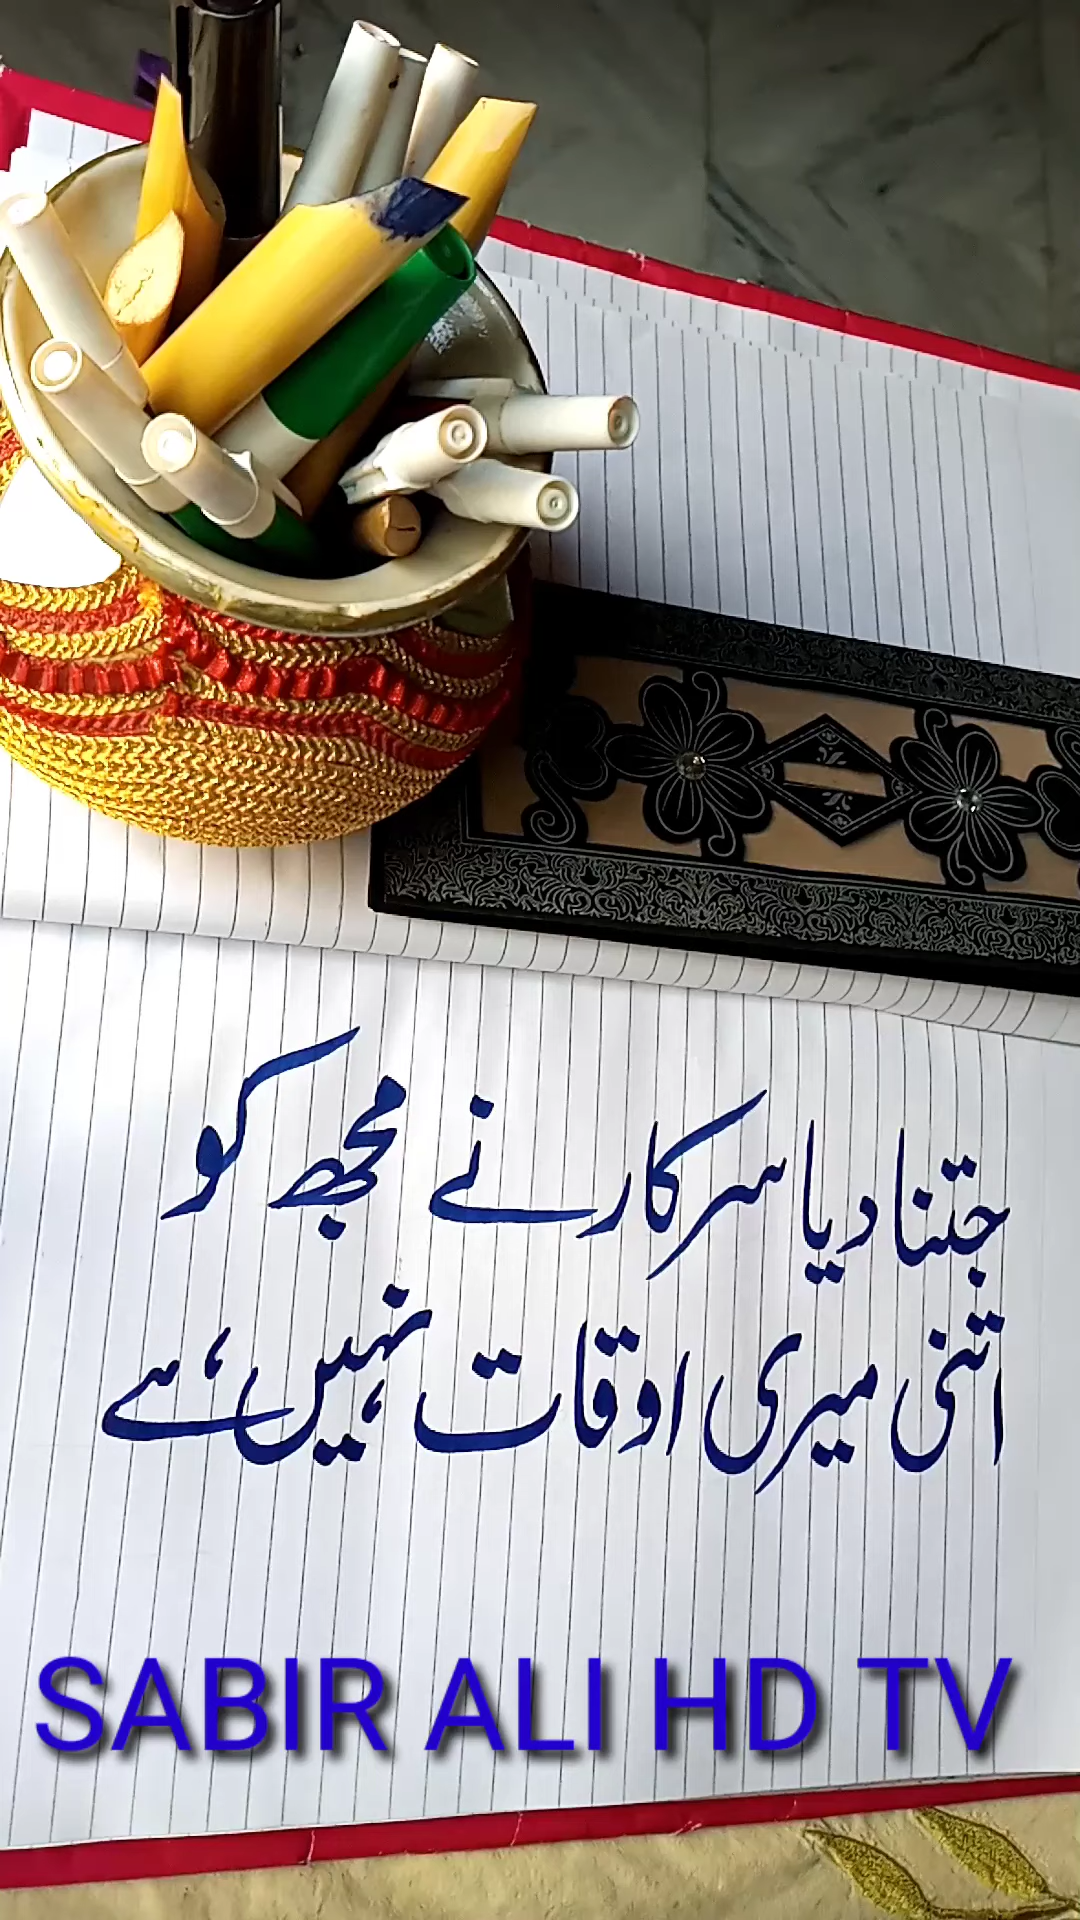 جتنا دیا سرکار نے مجھ کو
اتنی میری اوقات نہیں ہے
SABIR ALI HD TV